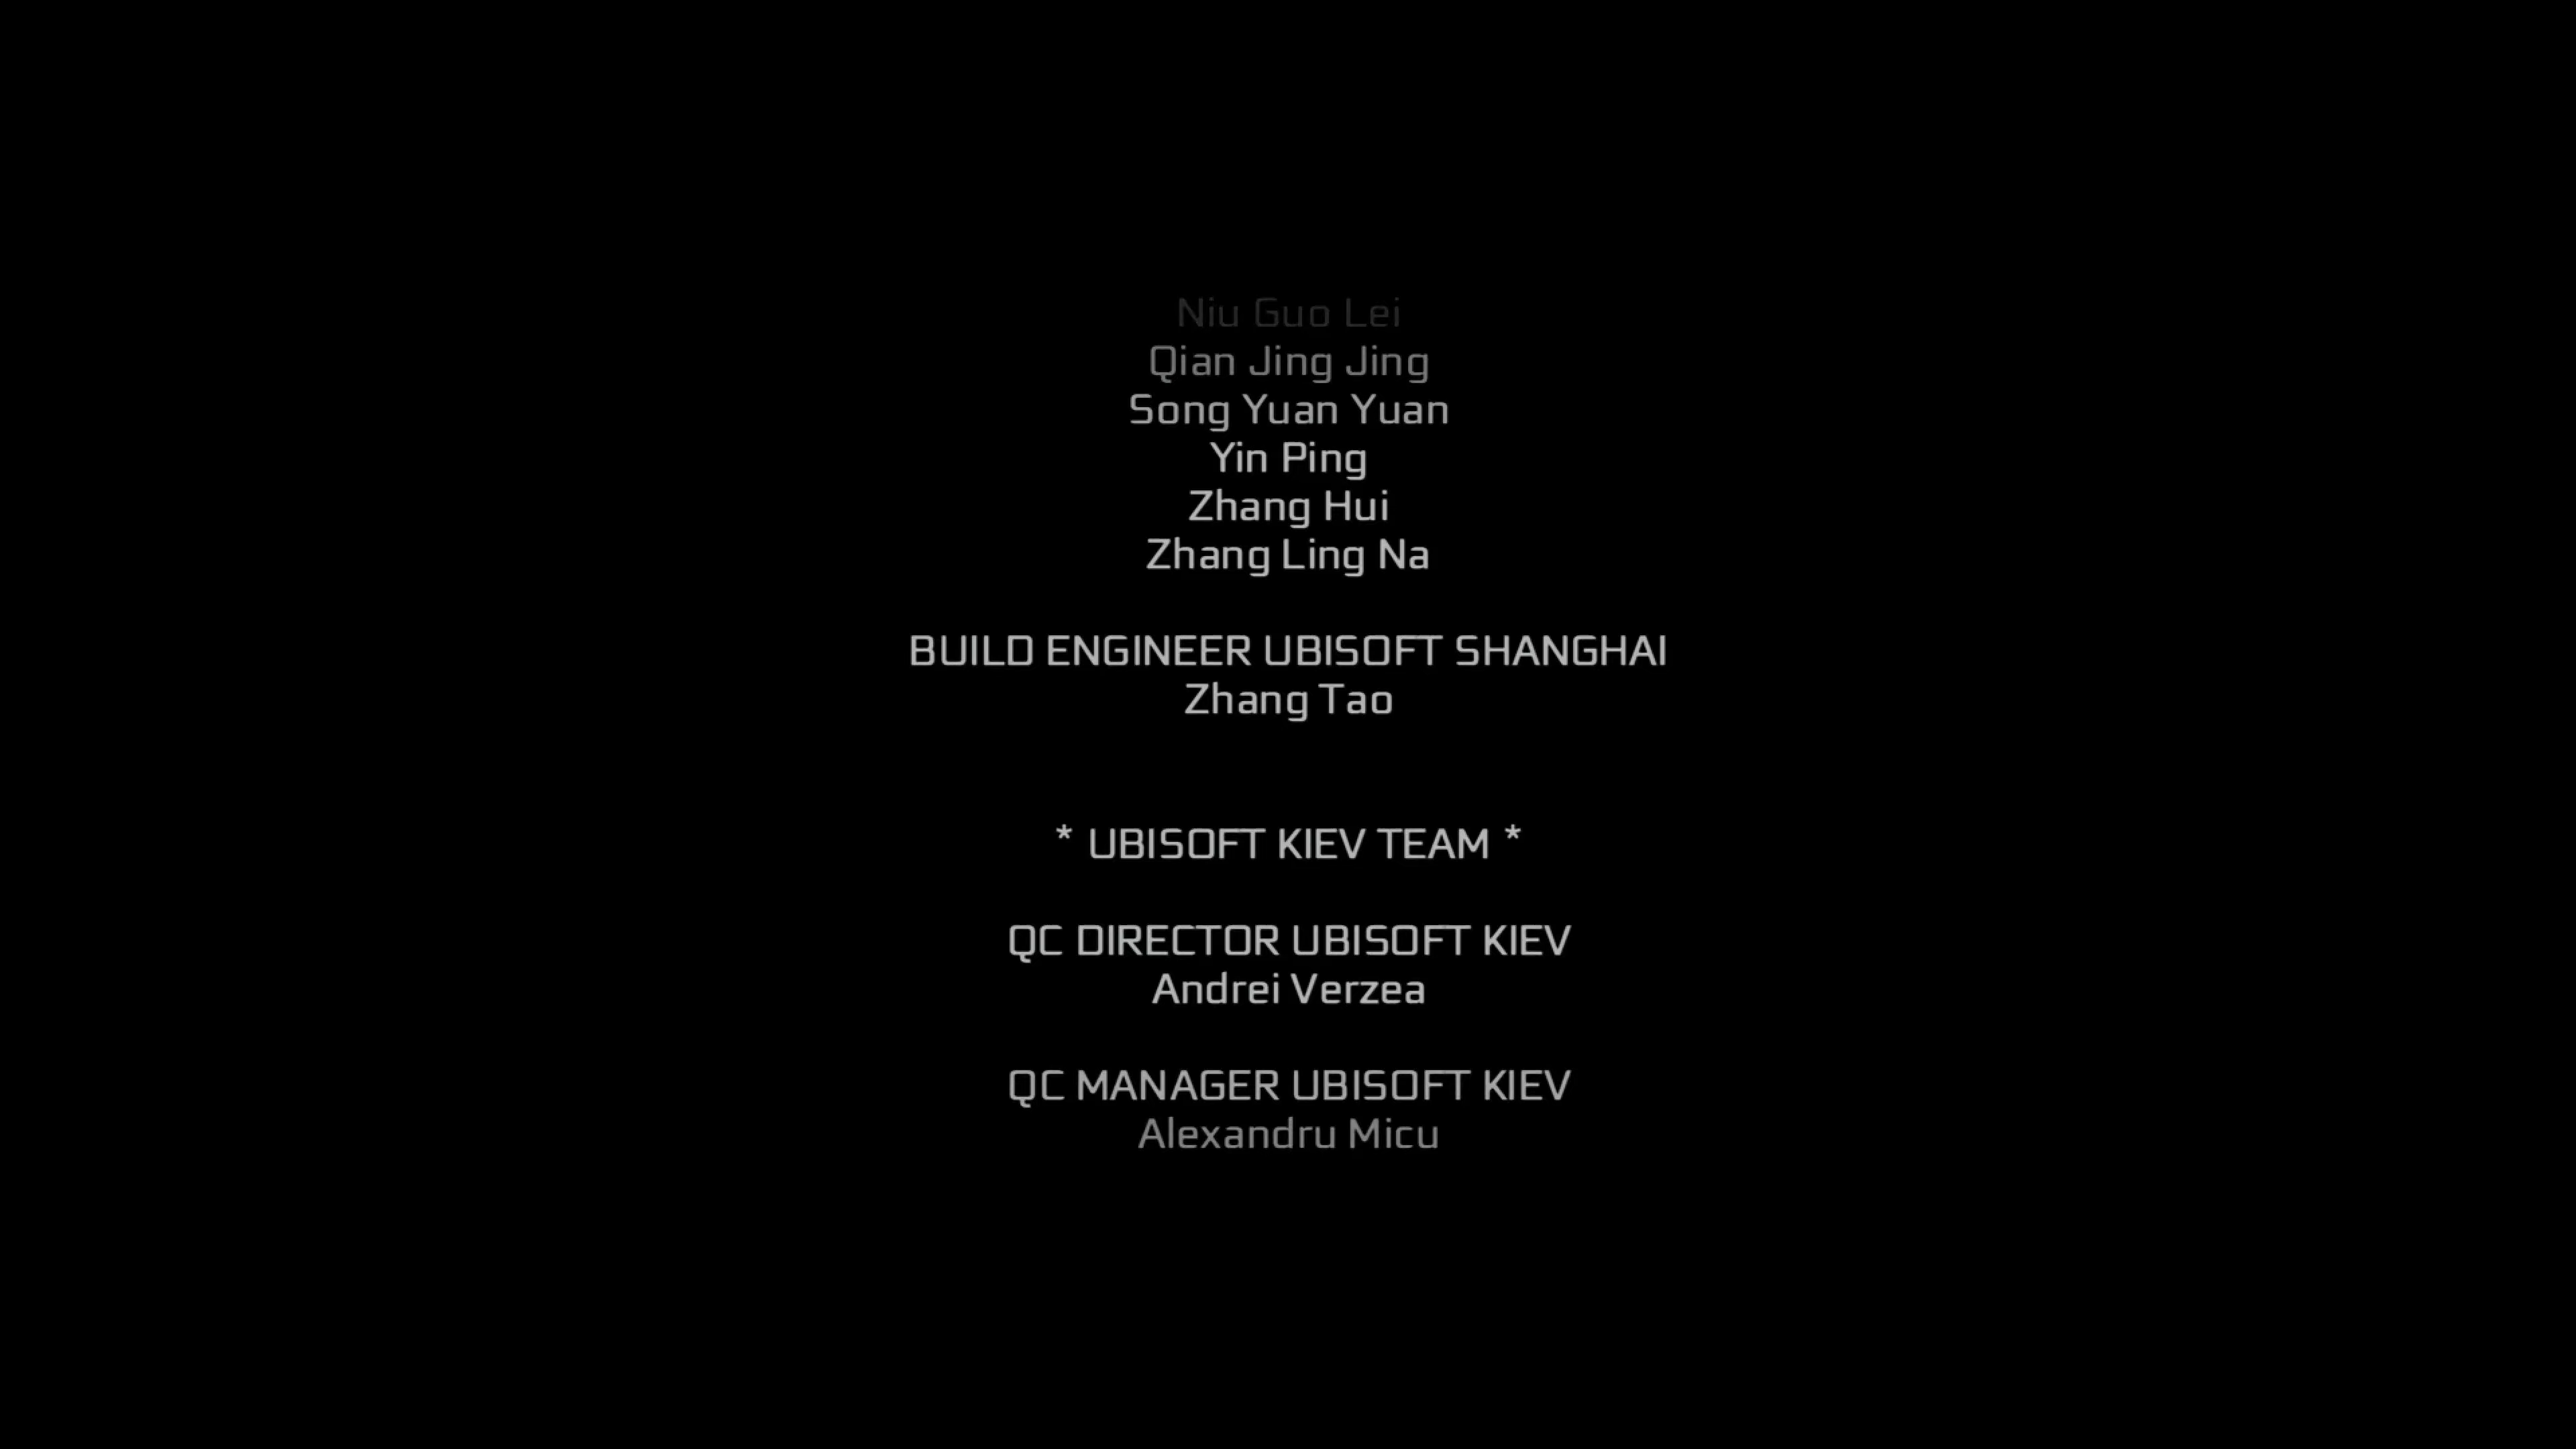 Niu Guo Lei
Qian Jing Jing
Song Yuan Yuan
Yin Ping
Zhang Hui
Zhang Ling Na
BUILD ENGINEER UBISOFT SHANGHAI
Zhang Tao
* UBISOFT KIEV TEAM *
QC DIRECTOR UBISOFT KIEV
Andrei Verzea
QC MANAGER UBISOFT KIEV
Alexandru Micu